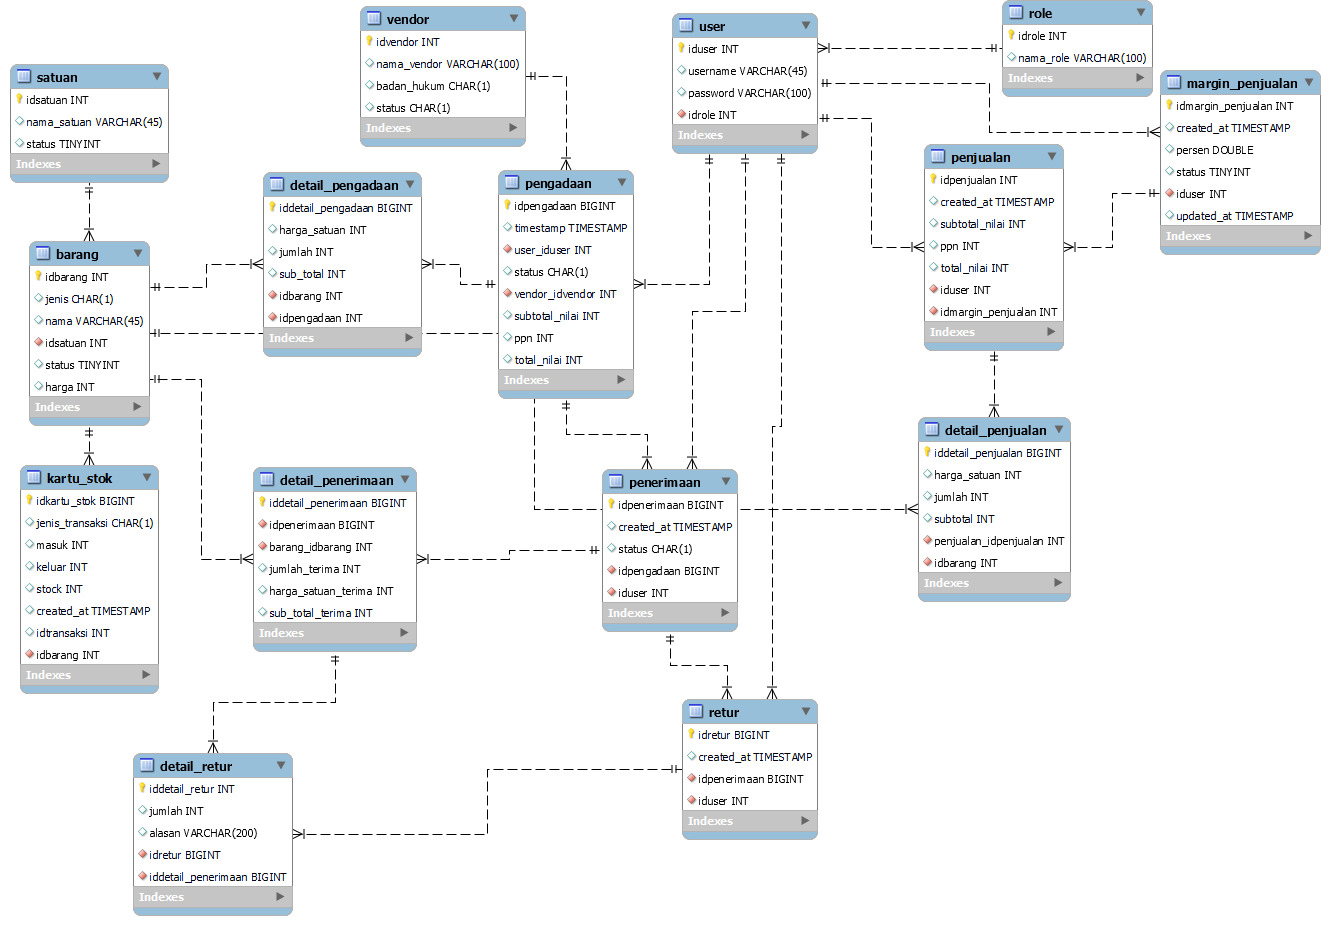 vendor
idvendor INT
nama_vendor VARCHAR(100)
badan_hukum CHAR(1)
status CHAR(1)
Indexes
user
iduser INT
username VARCHAR(45)
password VARCHAR(100)
idrole INT
Indexes
role
idrole INT
nama_role VARCHAR(100)
Indexes
satuan
idsatuan INT
nama_satuan VARCHAR(45)
status TINYINT
Indexes
margin_penjualan
idmargin_penjualan INT
created_at TIMESTAMP
persen DOUBLE
status TINYINT
iduser INT
updated_at TIMESTAMP
Indexes
detail_pengadaan
iddetail_pengadaan BIGINT
harga_satuan INT
jumlah INT
sub_total INT
idbarang INT
idpengadaan INT
Indexes
pengadaan
idpengadaan BIGINT
timestamp TIMESTAMP
user_iduser INT
status CHAR(1)
vendor_idvendor INT
subtotal_nilai INT
ppn INT
total_nilai INT
Indexes
penjualan
idpenjualan INT
created_at TIMESTAMP
subtotal_nilai INT
ppn INT
total_nilai INT
iduser INT
idmargin_penjualan INT
Indexes
barang
idbarang INT
jenis CHAR(1)
nama VARCHAR(45)
idsatuan INT
status TINYINT
harga INT
Indexes
kartu_stok
idkartu_stok BIGINT
jenis_transaksi CHAR(1)
masuk INT
keluar INT
stock INT
created_at TIMESTAMP
idtransaksi INT
idbarang INT
Indexes
detail_penerimaan
iddetail_penerimaan BIGINT
idpenerimaan BIGINT
barang_idbarang INT
jumlah_terima INT
harga_satuan_terima INT
sub_total_terima INT
Indexes
penerimaan
idpenerimaan BIGINT
created_at TIMESTAMP
status CHAR(1)
idpengadaan BIGINT
iduser INT
Indexes
detail_penjualan
iddetail_penjualan BIGINT
harga_satuan INT
jumlah INT
subtotal INT
penjualan_idpenjualan INT
idbarang INT
Indexes
retur
idretur BIGINT
created_at TIMESTAMP
idpenerimaan BIGINT
iduser INT
Indexes
detail_retur
iddetail_retur INT
jumlah INT
alasan VARCHAR(200)
idretur BIGINT
iddetail_penerimaan BIGINT
Indexes